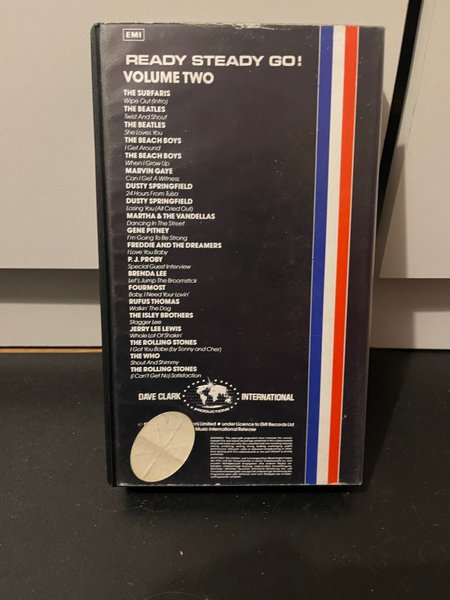 EMI
READY STEADY GO!
VOLUME TWO
THE SURFARIS
Wipe Out (Intro)
THE BEATLES
Twist And Shout
THE BEATLES
She Loves You
THE BEACH BOYS
I Get Around
THE BEACH BOYS
When I Grow Up
MARVIN GAYE
Can I Get A Witness
DUSTY SPRINGFIELD
24 Hours From Tulsa
DUSTY SPRINGFIELD
Losing You (All Cried Out)
MARTHA & THE VANDELLAS
Dancing In The Street
GENE PITNEY
I'm Going To Be Strong
FREDDIE AND THE DREAMERS
I Love You Baby
P. J. PROBY
Special Guest Interview
BRENDA LEE
Let's Jump The Broomstick
FOURMOST
Baby, I Need Your Lovin'
RUFUS THOMAS
Walkin' The Dog
THE ISLEY BROTHERS
Stagger Lee
JERRY LEE LEWIS
Whole Lot Of Shakin'
THE ROLLING STONES
I Got You Babe (by Sonny and Cher)
THE WHO
Shout And Shimmy
THE ROLLING STONES
(I Can't Get No) Satisfaction
DAVE CLARK INTERNATIONAL
PRODUCTIONS
Limited # under Licence to EMI Records Ltd
Music International Release